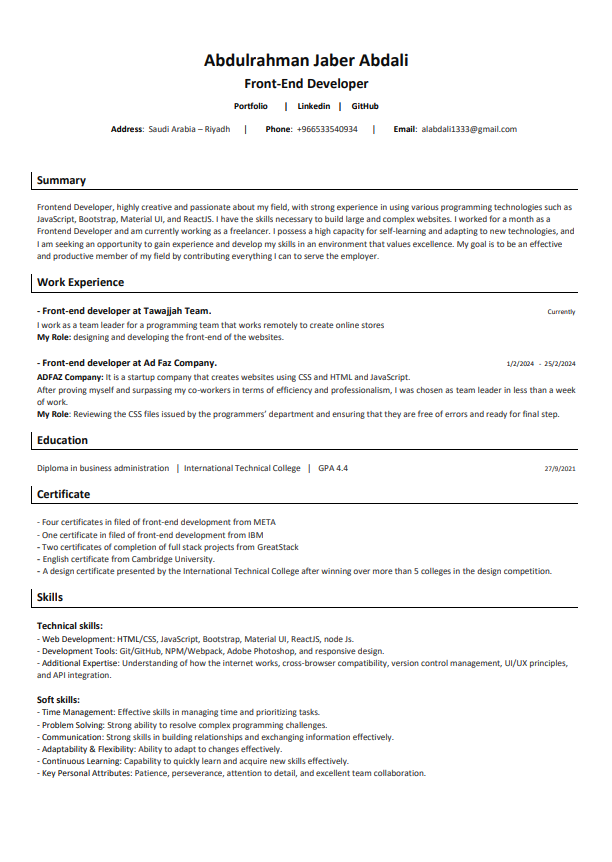 Abdulrahman Jaber Abdali
Front-End Developer
Portfolio | Linkedin | GitHub
Address: Saudi Arabia – Riyadh | Phone: +966533540934 | Email: alabdali1333@gmail.com
Summary
Frontend Developer, highly creative and passionate about my field, with strong experience in using various programming technologies such as
JavaScript, Bootstrap, Material UI, and ReactJS. I have the skills necessary to build large and complex websites. I worked for a month as a
Frontend Developer and am currently working as a freelancer. I possess a high capacity for self-learning and adapting to new technologies, and
I am seeking an opportunity to gain experience and develop my skills in an environment that values excellence. My goal is to be an effective
and productive member of my field by contributing everything I can to serve the employer.
Work Experience
- Front-end developer at Tawajjah Team. Currently
I work as a team leader for a programming team that works remotely to create online stores
My Role: designing and developing the front-end of the websites.
- Front-end developer at Ad Faz Company. 1/2/2024 - 25/2/2024
ADFAZ Company: It is a startup company that creates websites using CSS and HTML and JavaScript.
After proving myself and surpassing my co-workers in terms of efficiency and professionalism, I was chosen as team leader in less than a week
of work.
My Role: Reviewing the CSS files issued by the programmers’ department and ensuring that they are free of errors and ready for final step.
Education
Diploma in business administration | International Technical College | GPA 4.4 27/9/2021
Certificate
- Four certificates in filed of front-end development from META
- One certificate in filed of front-end development from IBM
- Two certificates of completion of full stack projects from GreatStack
- English certificate from Cambridge University.
- A design certificate presented by the International Technical College after winning over more than 5 colleges in the design competition.
Skills
Technical skills:
- Web Development: HTML/CSS, JavaScript, Bootstrap, Material UI, ReactJS, node Js.
- Development Tools: Git/GitHub, NPM/Webpack, Adobe Photoshop, and responsive design.
- Additional Expertise: Understanding of how the internet works, cross-browser compatibility, version control management, UI/UX principles,
and API integration.
Soft skills:
- Time Management: Effective skills in managing time and prioritizing tasks.
- Problem Solving: Strong ability to resolve complex programming challenges.
- Communication: Strong skills in building relationships and exchanging information effectively.
- Adaptability & Flexibility: Ability to adapt to changes effectively.
- Continuous Learning: Capability to quickly learn and acquire new skills effectively.
- Key Personal Attributes: Patience, perseverance, attention to detail, and excellent team collaboration.